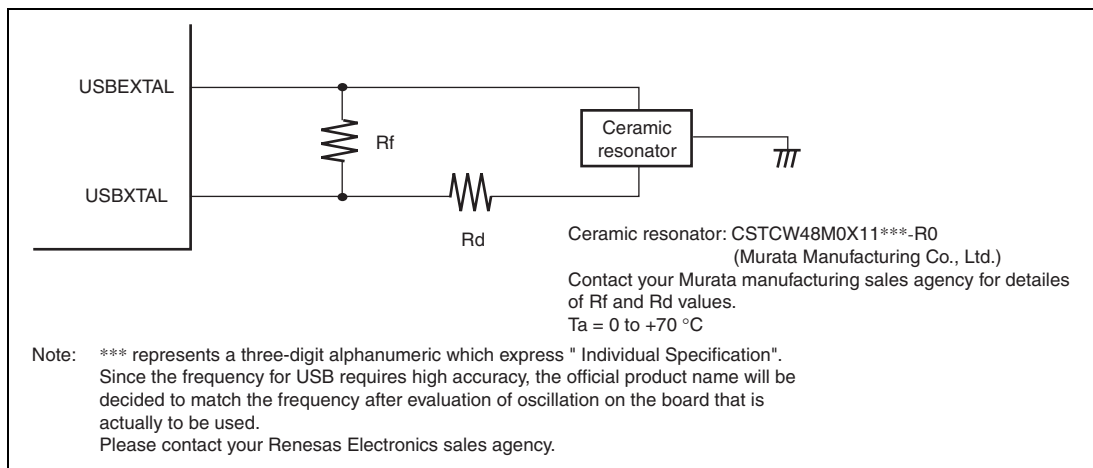 USBEXTAL
Rf
Ceramic
resonator
USBXTAL
Rd
Ceramic resonator: CSTCW48M0X11***-R0
(Murata Manufacturing Co., Ltd.)
Contact your Murata manufacturing sales agency for detailes
of Rf and Rd values.
Ta = 0 to +70 °C
Note: *** represents a three-digit alphanumeric which express " Individual Specification".
Since the frequency for USB requires high accuracy, the official product name will be
decided to match the frequency after evaluation of oscillation on the board that is
actually to be used.
Please contact your Renesas Electronics sales agency.